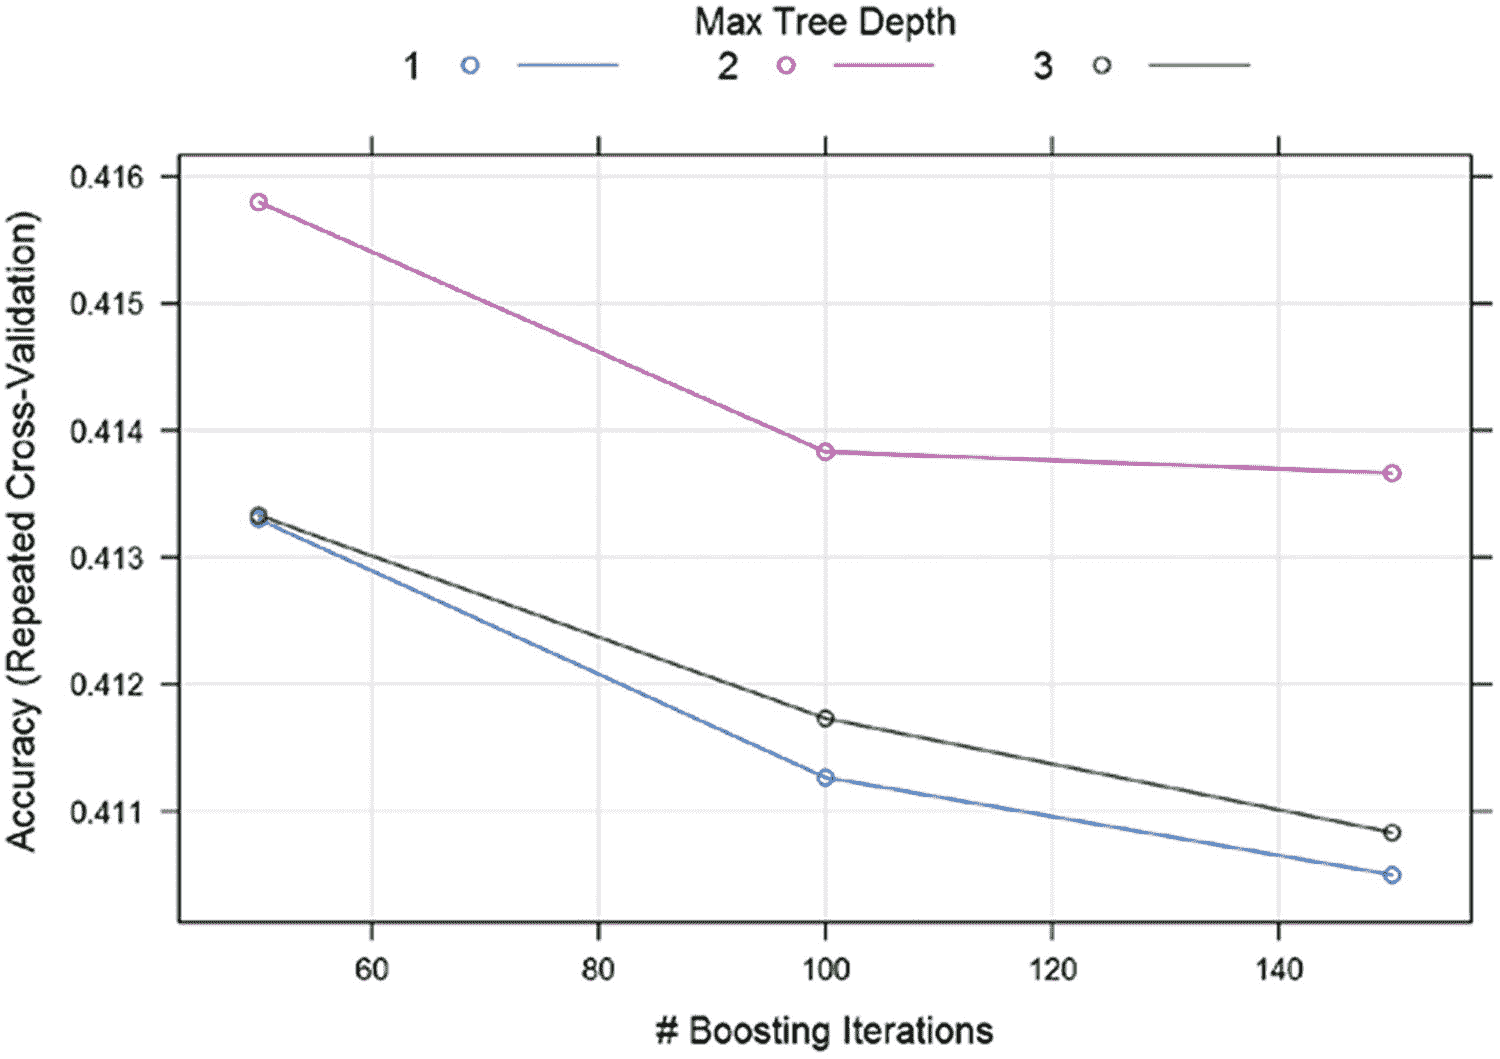 Max Tree Depth
1 2 3
0.416
0.415
0.414
0.413
0.412
0.411
Accuracy (Repeated Cross-Validation)
60 80 100 120 140
# Boosting Iterations